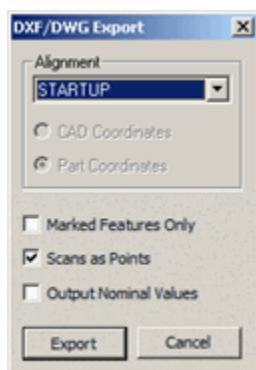 DXF/DWG Export
Alignment
STARTUP
CAD Coordinates
Part Coordinates
Marked Features Only
Scans as Points
Output Nominal Values
Export Cancel